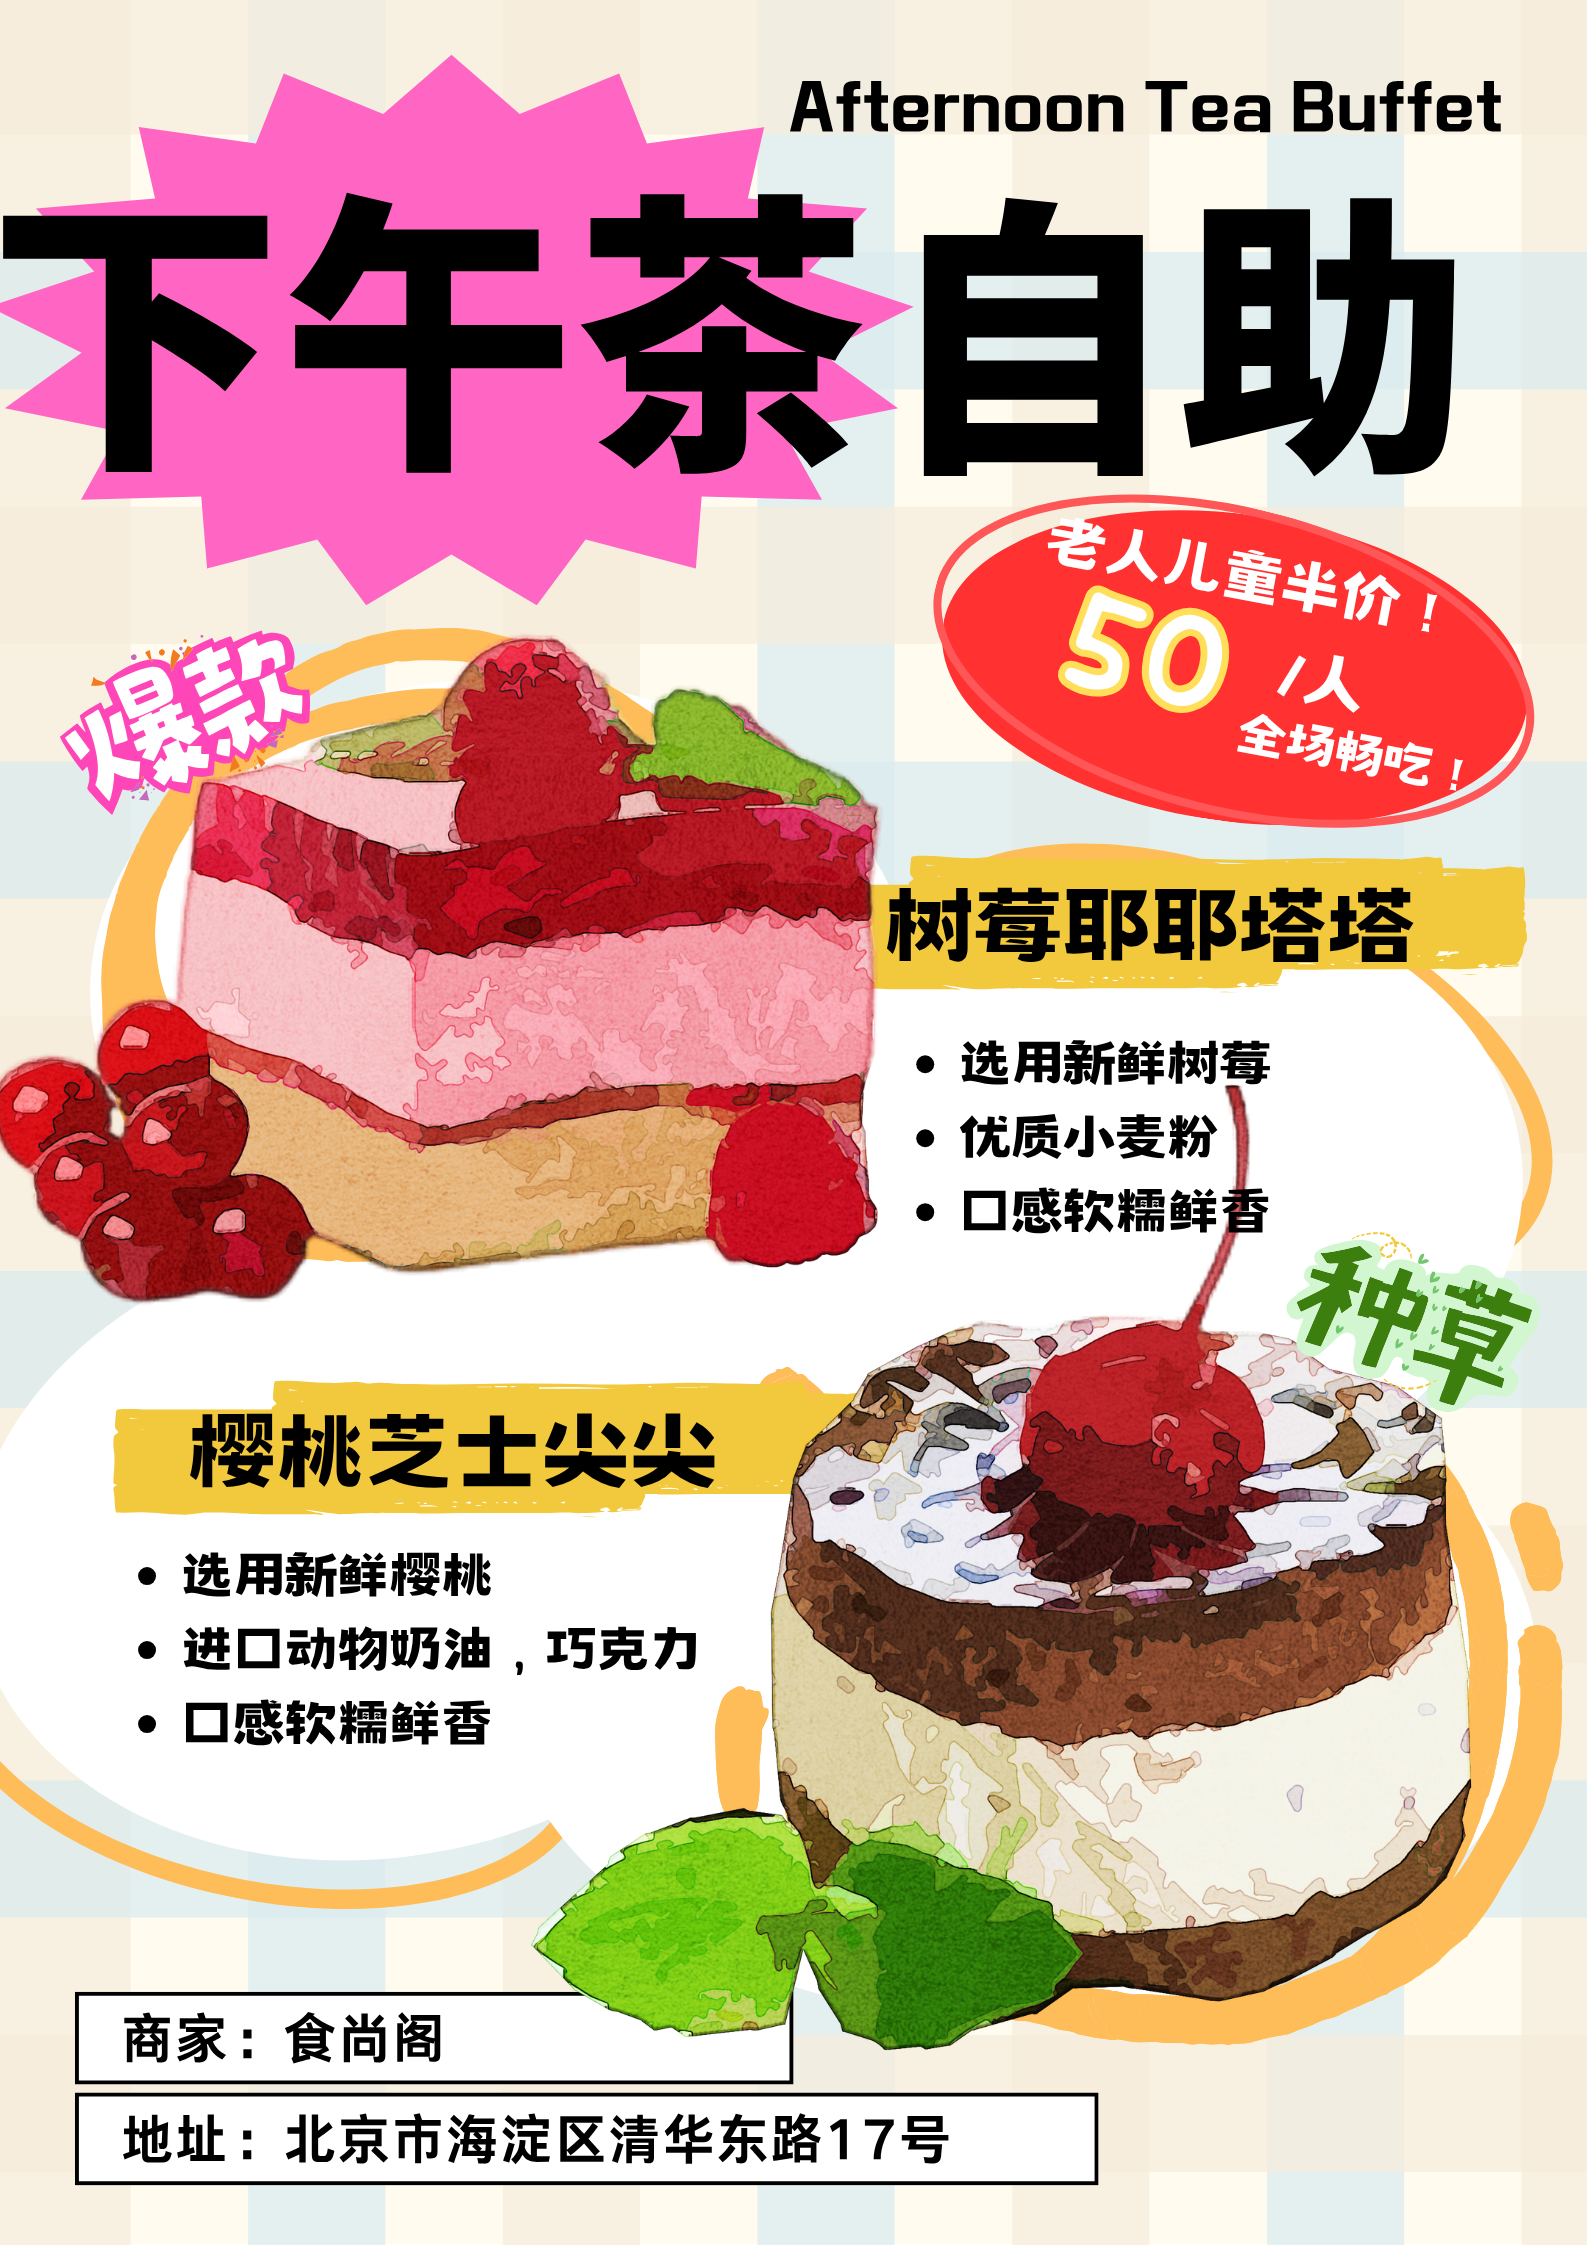 Afternoon Tea Buffet
下午茶自助
老人儿童半价！
50 /人
全场畅吃！
爆款
树莓耶耶塔塔
• 选用新鲜树莓
• 优质小麦粉
• 口感软糯鲜香
种草
樱桃芝士尖尖
• 选用新鲜樱桃
• 进口动物奶油，巧克力
• 口感软糯鲜香
商家：食尚阁
地址：北京市海淀区清华东路17号